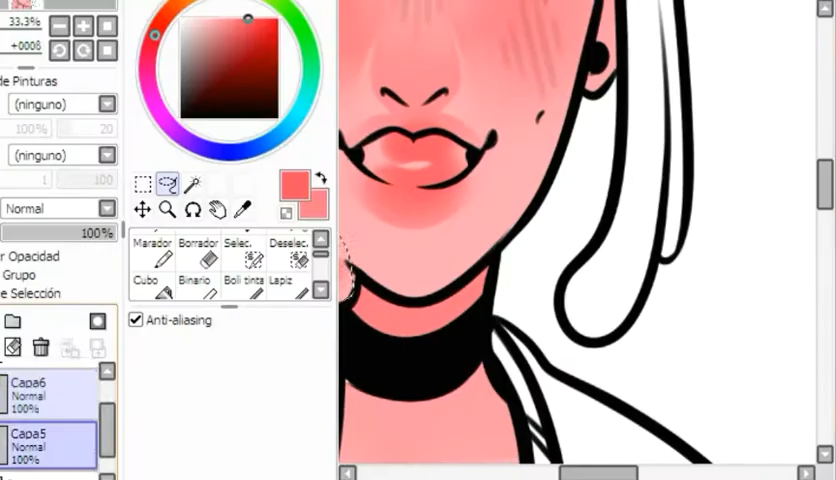 33.3%
+0008
de Pinturas
(ninguno)
100% 20
(ninguno)
1 100
Normal
100%
r Opacidad
Grupo
e Selección
Marador Borrador Selec. Deselec.
Cubo Binario Boli tinta Lapiz
Anti-aliasing
Capa6
Normal
100%
Capa5
Normal
100%